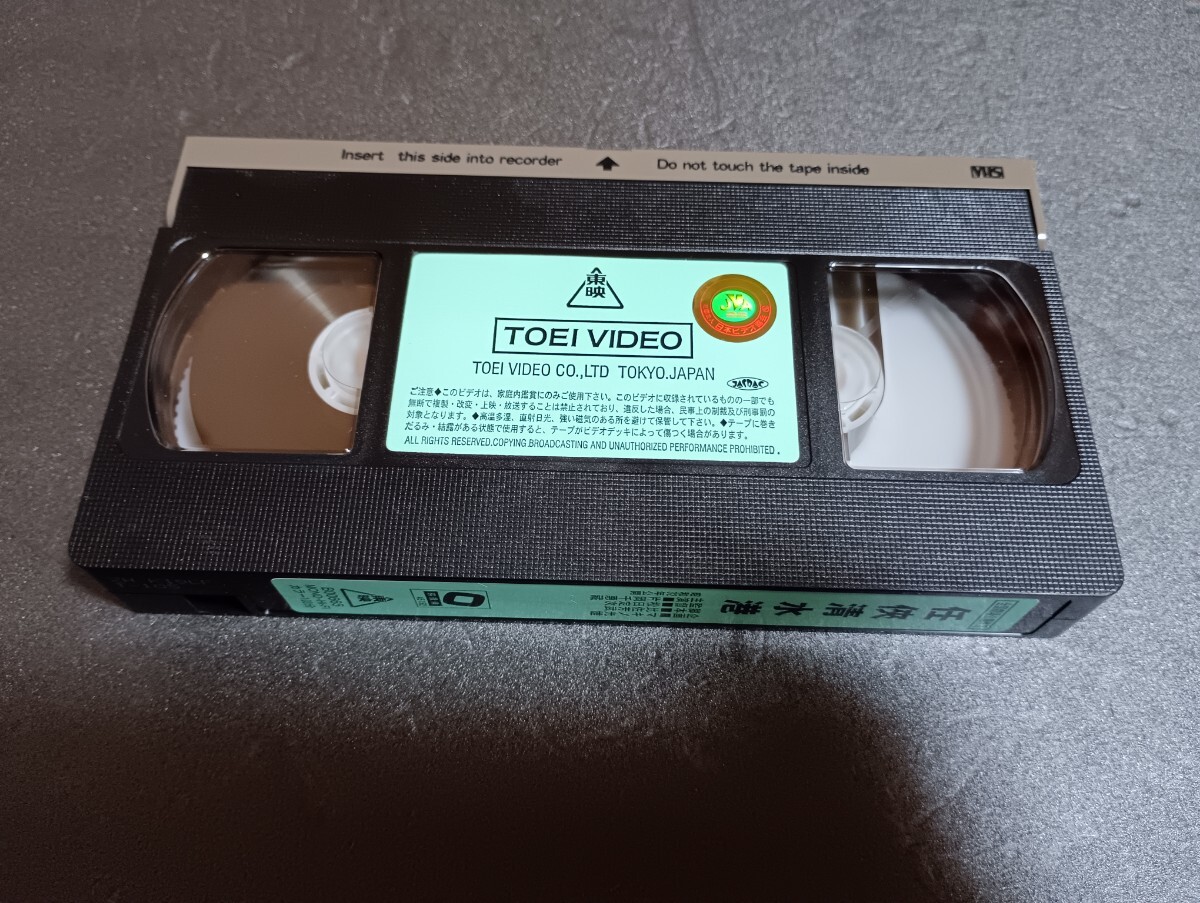 Insert this side into recorder
Do not touch the tape inside
VHS
東映
TOEI VIDEO
TOEI VIDEO CO.,LTD TOKYO.JAPAN
JASRAC
ご注意◆このビデオは、家庭内鑑賞にのみご使用下さい。このビデオに収録されているものの一部でも
無断で複製・改変・上映・放送することは禁止されており、違反した場合、民事上の制裁及び刑事罰の
対象となります。◆高温多湿、直射日光、強い磁気のある所を避けて保管して下さい。◆テープに巻き
だるみ・結露がある状態で使用すると、テープがビデオデッキによって傷つく場合があります。
ALL RIGHTS RESERVED.COPYING.BROADCASTING AND UNAUTHORIZED PERFORMANCE PROHIBITED.
任侠清水港
東映